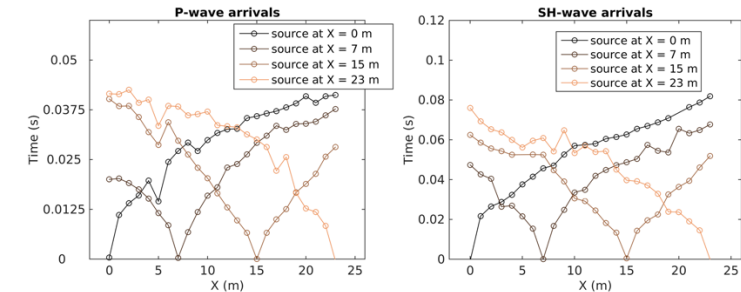 P-wave arrivals
0.05
0.0375
0.025
0.0125
0
Time (s)
0
5
10
15
20
25
X (m)
source at X = 0 m
source at X = 7 m
source at X = 15 m
source at X = 23 m
SH-wave arrivals
0.12
0.1
0.08
0.06
0.04
0.02
0
Time (s)
0
5
10
15
20
25
X (m)
source at X = 0 m
source at X = 7 m
source at X = 15 m
source at X = 23 m